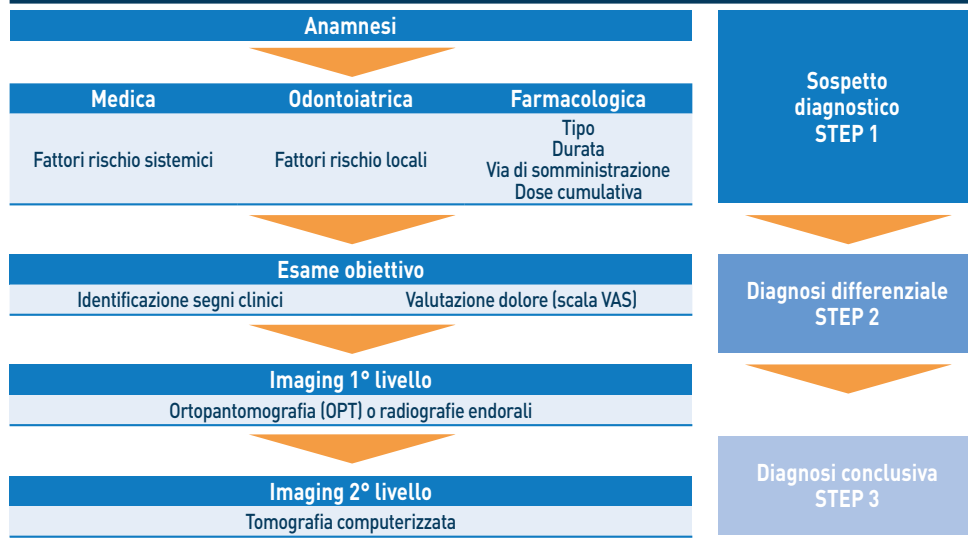 Anamnesi
Medica
Odontoiatrica
Farmacologica
Fattori rischio sistemici
Fattori rischio locali
Tipo
Durata
Via di somministrazione
Dose cumulativa
Esame obiettivo
Identificazione segni clinici
Valutazione dolore (scala VAS)
Imaging 1° livello
Ortopantomografia (OPT) o radiografie endorali
Imaging 2° livello
Tomografia computerizzata
Sospetto
diagnostico
STEP 1
Diagnosi differenziale
STEP 2
Diagnosi conclusiva
STEP 3